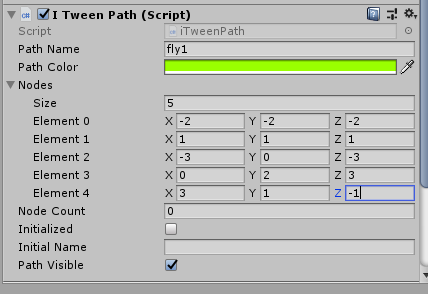 I Tween Path (Script)
Script iTweenPath
Path Name fly1
Path Color
Nodes
Size 5
Element 0 X -2 Y -2 Z -2
Element 1 X 1 Y 1 Z 1
Element 2 X -3 Y 0 Z -3
Element 3 X 0 Y 2 Z 3
Element 4 X 3 Y 1 Z -1
Node Count 0
Initialized
Initial Name
Path Visible